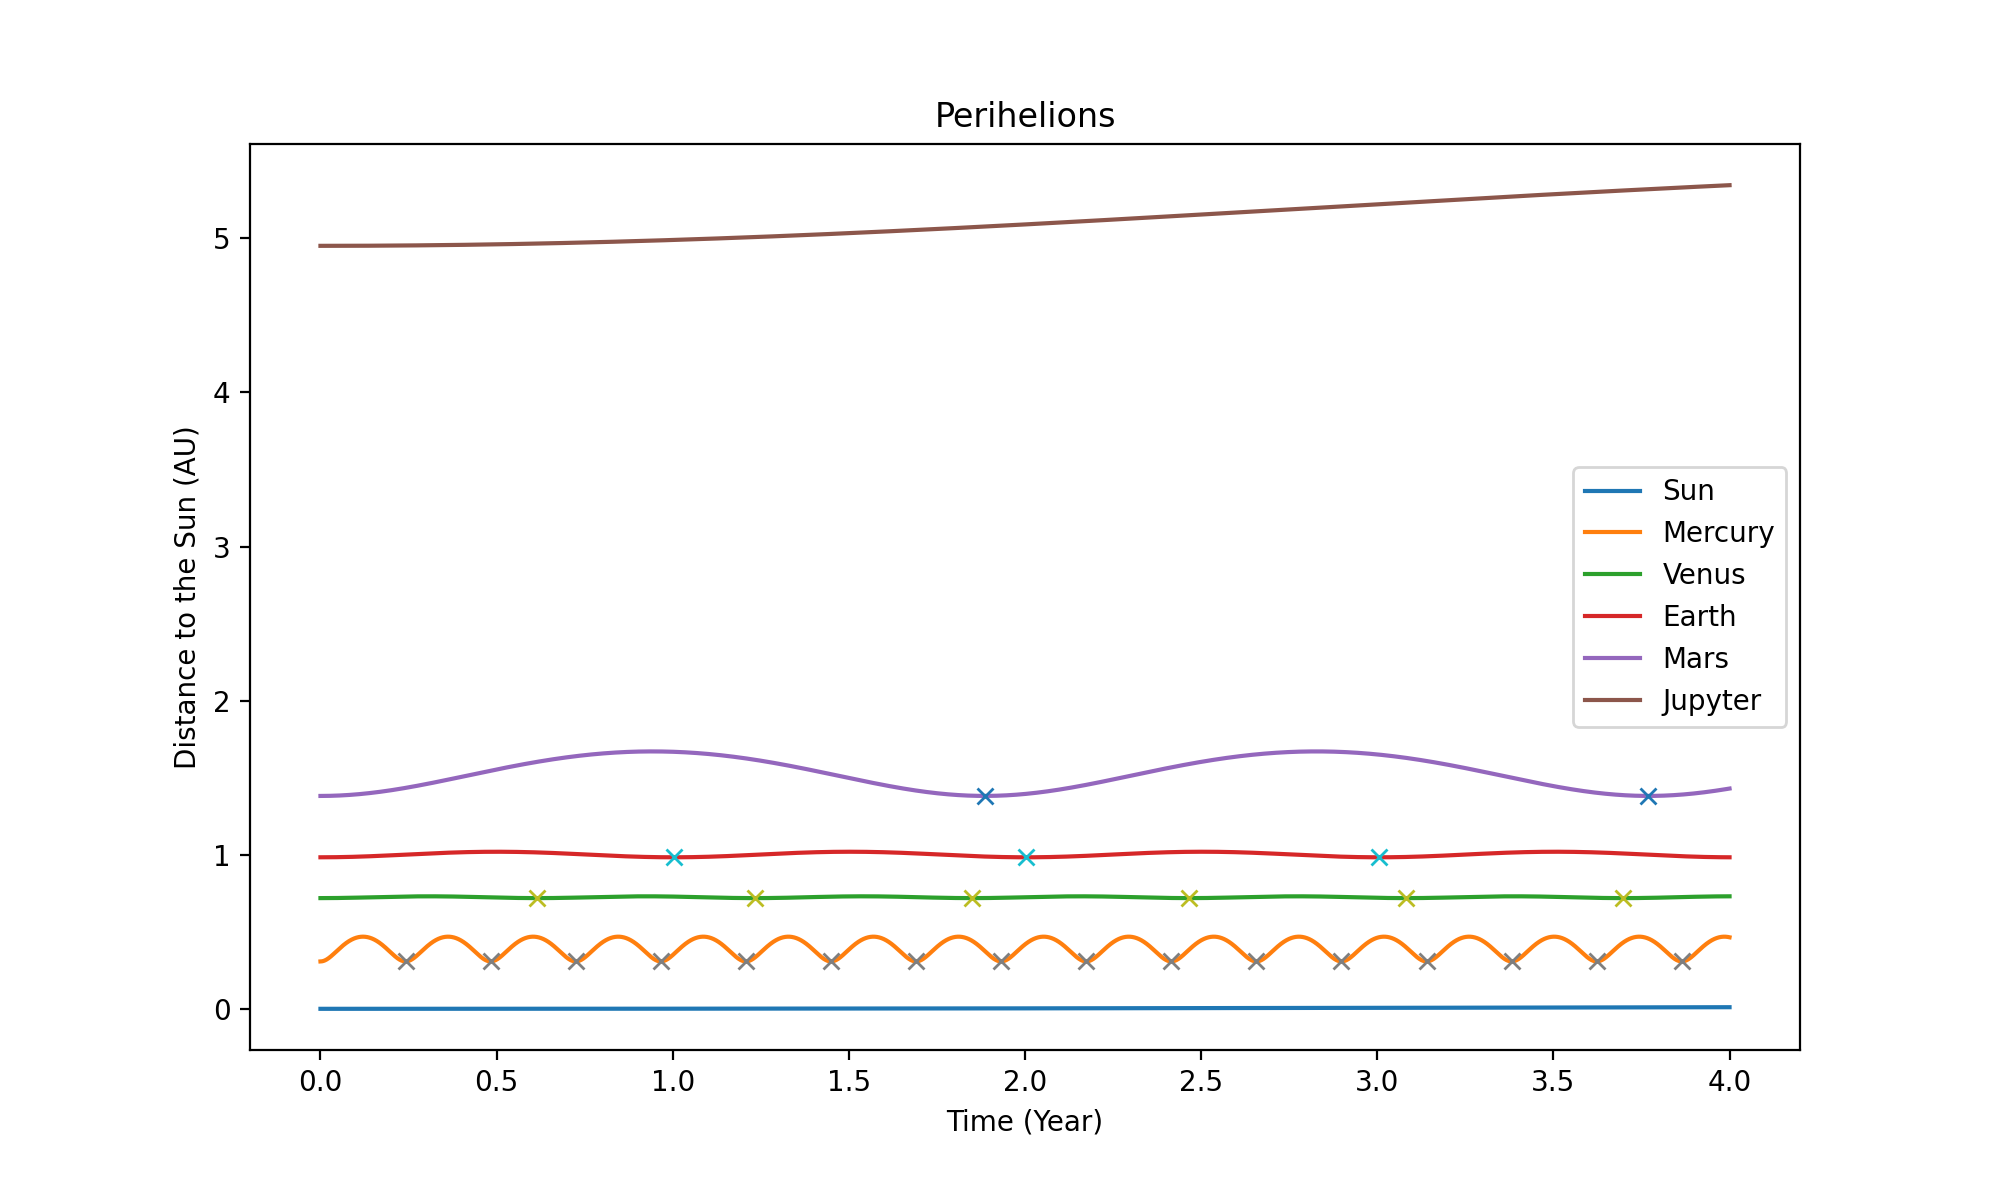 Perihelions
Distance to the Sun (AU)
5
4
3
2
1
0
Sun
Mercury
Venus
Earth
Mars
Jupyter
0.0 0.5 1.0 1.5 2.0 2.5 3.0 3.5 4.0
Time (Year)